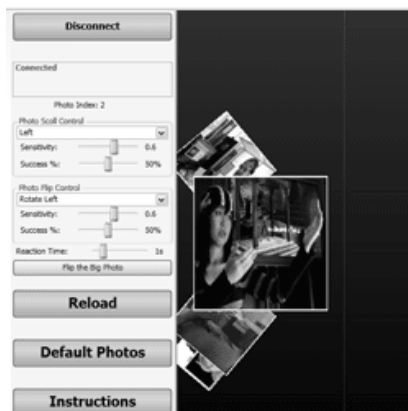 Disconnect
Connected
Photo Index: 2
Photo Scoll Control
Left
Sensitivity: 0.6
Success %: 50%
Photo Flip Control
Rotate Left
Sensitivity: 0.6
Success %: 50%
Reaction Time: 1s
Flip the Big Photo
Reload
Default Photos
Instructions